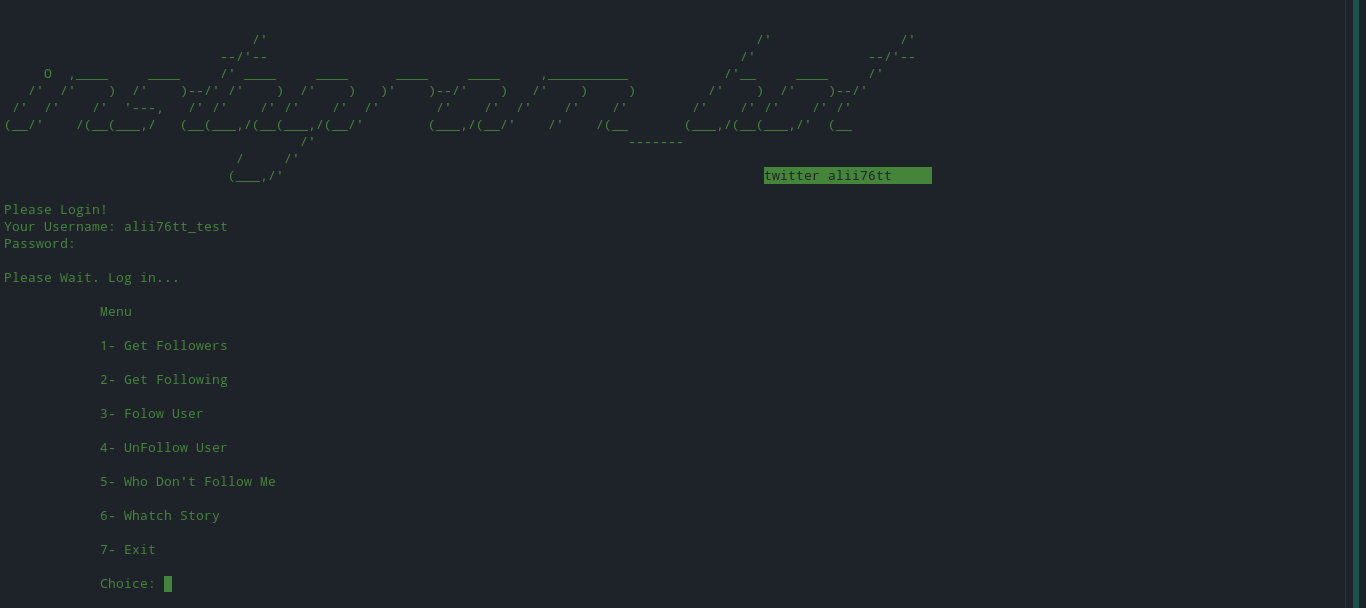 instagram_bot
twitter alii76tt
Please Login!
Your Username: alii76tt_test
Password:
Please Wait. Log in...
Menu
1- Get Followers
2- Get Following
3- Folow User
4- UnFollow User
5- Who Don't Follow Me
6- Whatch Story
7- Exit
Choice: